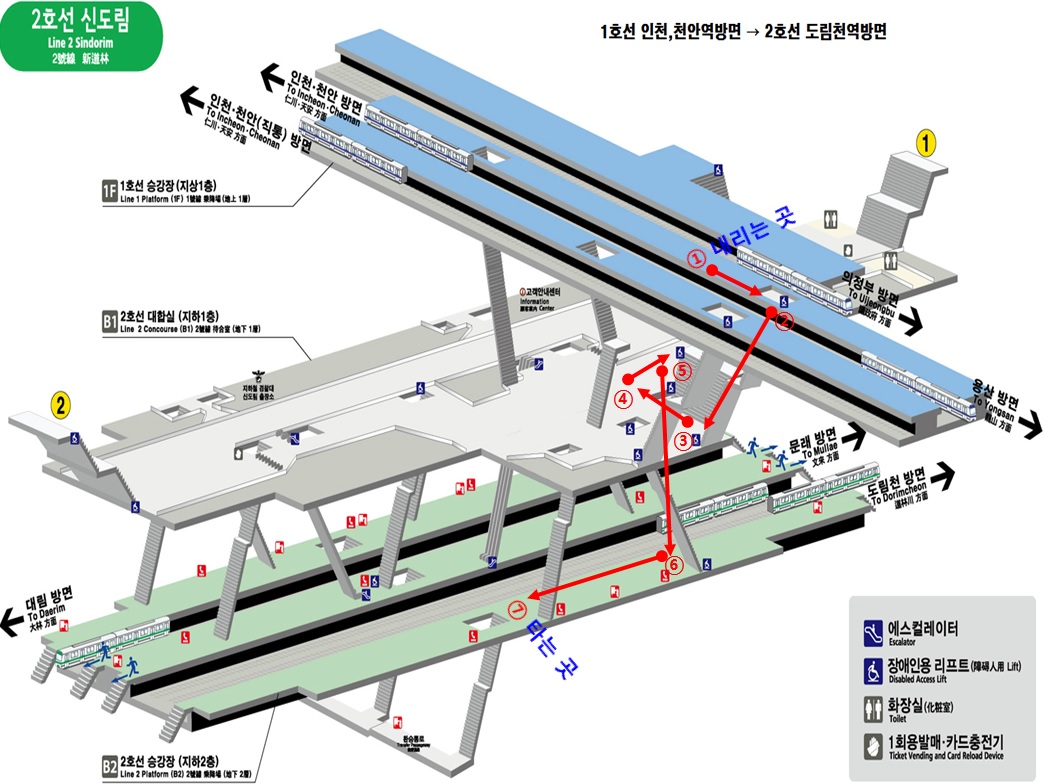 2호선 신도림
Line 2 Sindorim
2號線 新道林
1호선 인천,천안역방면 → 2호선 도림천역방면
인천·천안 방면
To Incheon·Cheonan
仁川·天安 方面
인천·천안(직통) 방면
To Incheon·Cheonan
仁川·天安 方面
1
1F 1호선 승강장 (지상1층)
Line 1 Platform (1F) 1號線 乘降場 (地上 1層)
① 내리는 곳
의정부 방면
To Uijeongbu
議政府 方面
②
고객안내센터
Information Center
顧客案內
B1 2호선 대합실 (지하1층)
Line 2 Concourse (B1) 2號線 待合室 (地下 1層)
용산 방면
To Yongsan
龍山 方面
지하철 경찰대
신도림 출장소
⑤
④
③
2
문래 방면
To Mullae
文來 方面
도림천 방면
To Dorimcheon
道林川 方面
⑥
⑦ 타는 곳
대림 방면
To Daerim
大林 方面
에스컬레이터
Escalator
장애인용 리프트(障碍人用 Lift)
Disabled Access Lift
화장실(化粧室)
Toilet
1회용발매·카드충전기
Ticket Vending and Card Reload Device
환승통로
Transfer Passageway
B2 2호선 승강장 (지하2층)
Line 2 Platform (B2) 2號線 乘降場 (地下 2層)